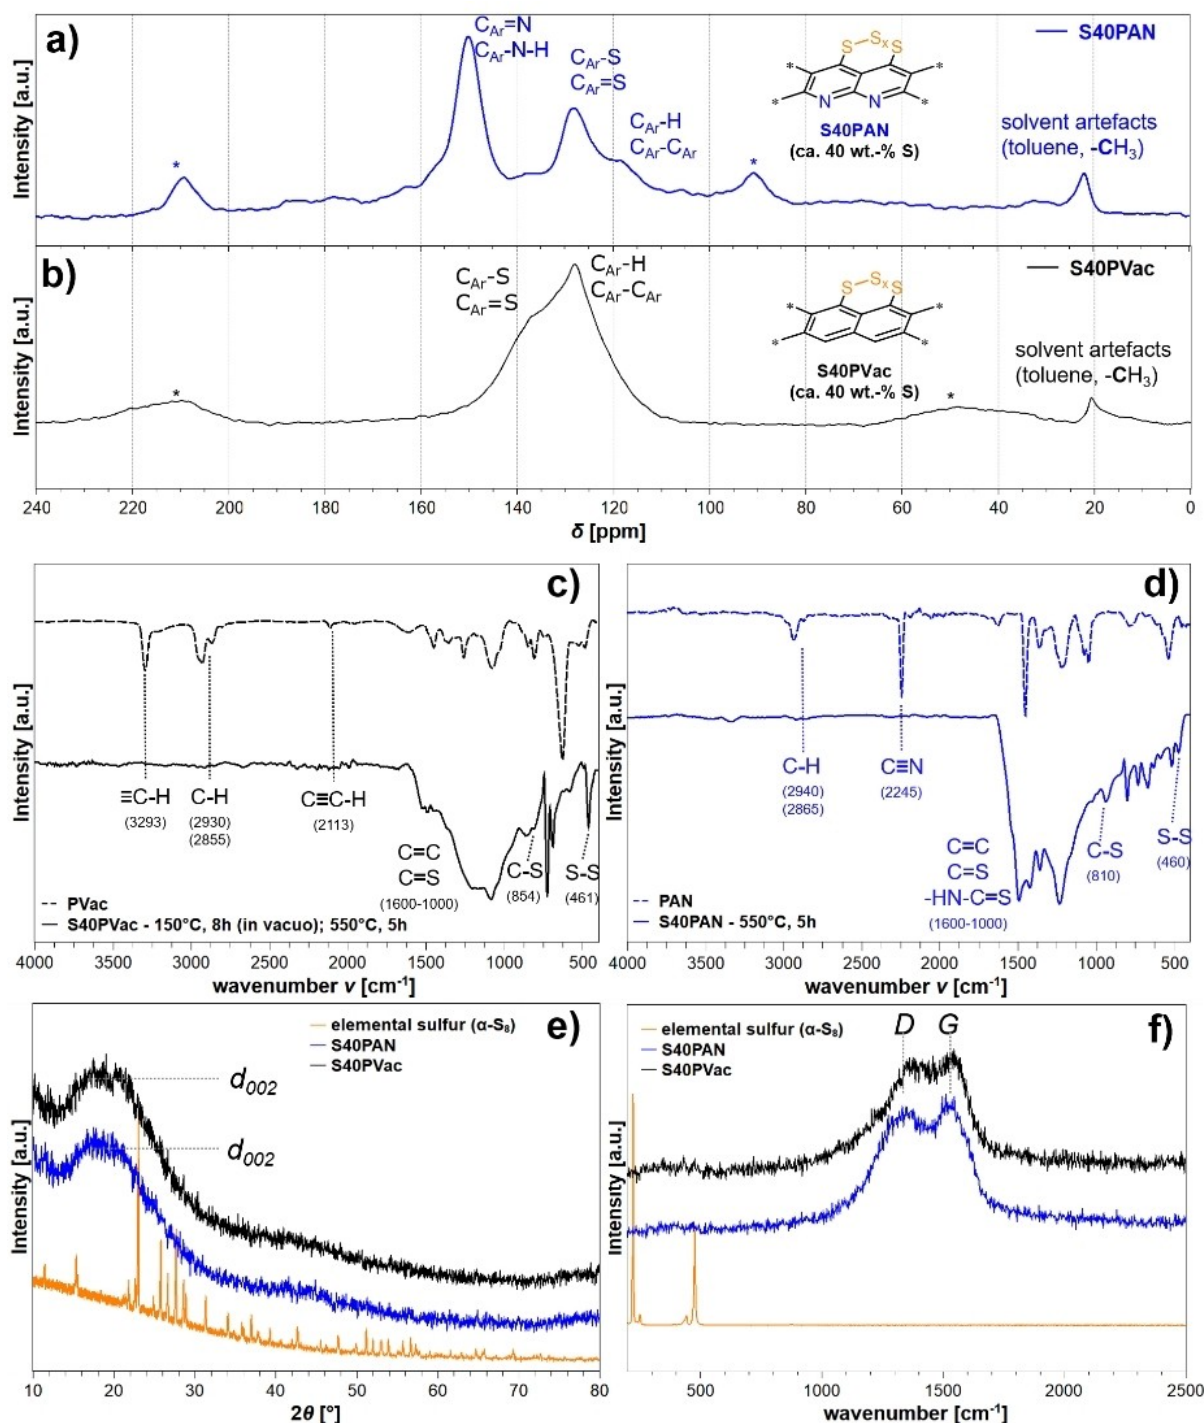 a)
C_Ar=N
C_Ar-N-H
C_Ar-S
C_Ar=S
C_Ar-H
C_Ar-C_Ar
*
*
S S_x S
* *
* *
N N
S40PAN
(ca. 40 wt.-% S)
S40PAN
solvent artefacts
(toluene, -CH₃)
Intensity [a.u.]
b)
C_Ar-S
C_Ar=S
C_Ar-H
C_Ar-C_Ar
*
*
S S_x S
* *
* *
S40PVac
(ca. 40 wt.-% S)
S40PVac
solvent artefacts
(toluene, -CH₃)
Intensity [a.u.]
240 220 200 180 160 140 120 100 80 60 40 20 0
δ [ppm]
c)
≡C-H
(3293)
C-H
(2930)
(2855)
C≡C-H
(2113)
C=C
C=S
(1600-1000)
C-S
(854)
S-S
(461)
PVac
S40PVac - 150°C, 8h (in vacuo); 550°C, 5h
Intensity [a.u.]
4000 3500 3000 2500 2000 1500 1000 500
wavenumber ν [cm⁻¹]
d)
C-H
(2940)
(2865)
C≡N
(2245)
C=C
C=S
-HN-C=S
(1600-1000)
C-S
(810)
S-S
(460)
PAN
S40PAN - 550°C, 5h
Intensity [a.u.]
4000 3500 3000 2500 2000 1500 1000 500
wavenumber ν [cm⁻¹]
e)
elemental sulfur (α-S₈)
S40PAN
S40PVac
d₀₀₂
d₀₀₂
Intensity [a.u.]
10 20 30 40 50 60 70 80
2θ [°]
f)
elemental sulfur (α-S₈)
S40PAN
S40PVac
D G
Intensity [a.u.]
500 1000 1500 2000 2500
wavenumber [cm⁻¹]